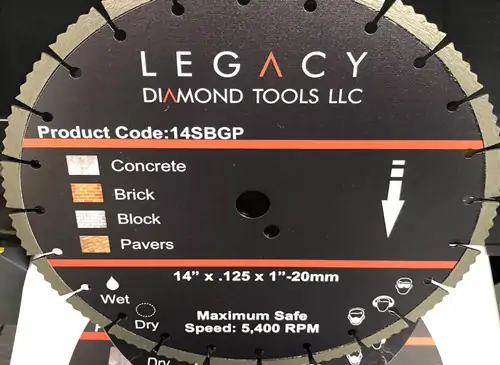 LEGACY
DIAMOND TOOLS LLC
Product Code:14SBGP
Concrete
Brick
Block
Pavers
14" x .125 x 1"-20mm
Wet
Dry
Maximum Safe
Speed: 5,400 RPM
Dry